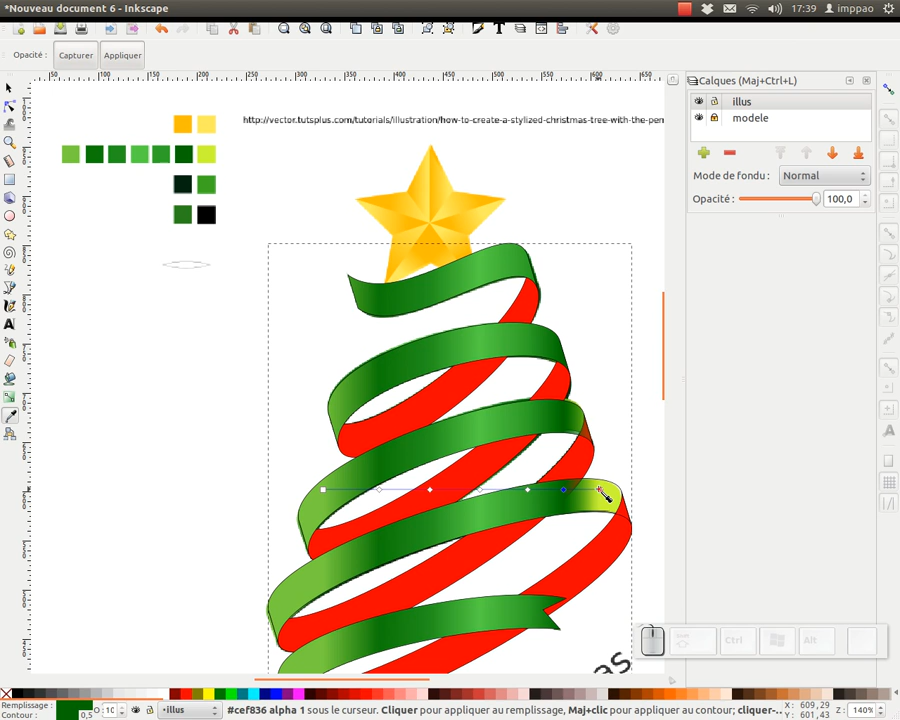 *Nouveau document 6 - Inkscape
17:39 imppao
Opacité : Capturer Appliquer
Calques (Maj+Ctrl+L)
illus
modele
Mode de fondu : Normal
Opacité : 100,0
http://vector.tutsplus.com/tutorials/illustration/how-to-create-a-stylized-christmas-tree-with-the-pen
as
Ctrl Alt
Remplissage : O: illus #cef836 alpha 1 sous le curseur. Cliquer pour appliquer au remplissage, Maj+clic pour appliquer au contour; cliquer-.. X: 609,29 Z: 140%
Contour : 0,5 Y: 601,43